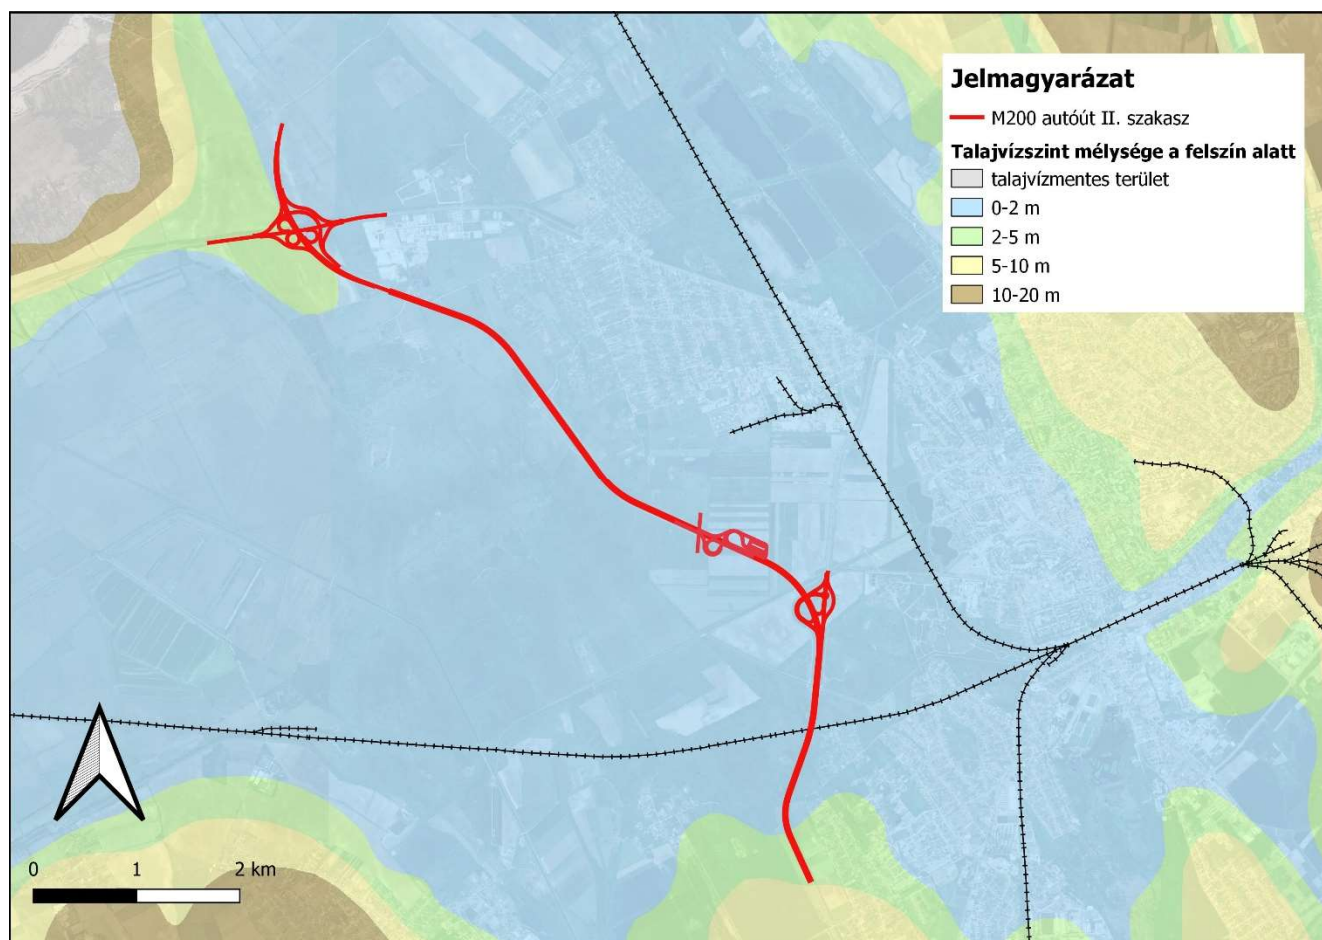 Jelmagyarázat
M200 autóút II. szakasz
Talajvízszint mélysége a felszín alatt
talajvízmentes terület
0-2 m
2-5 m
5-10 m
10-20 m
0 1 2 km